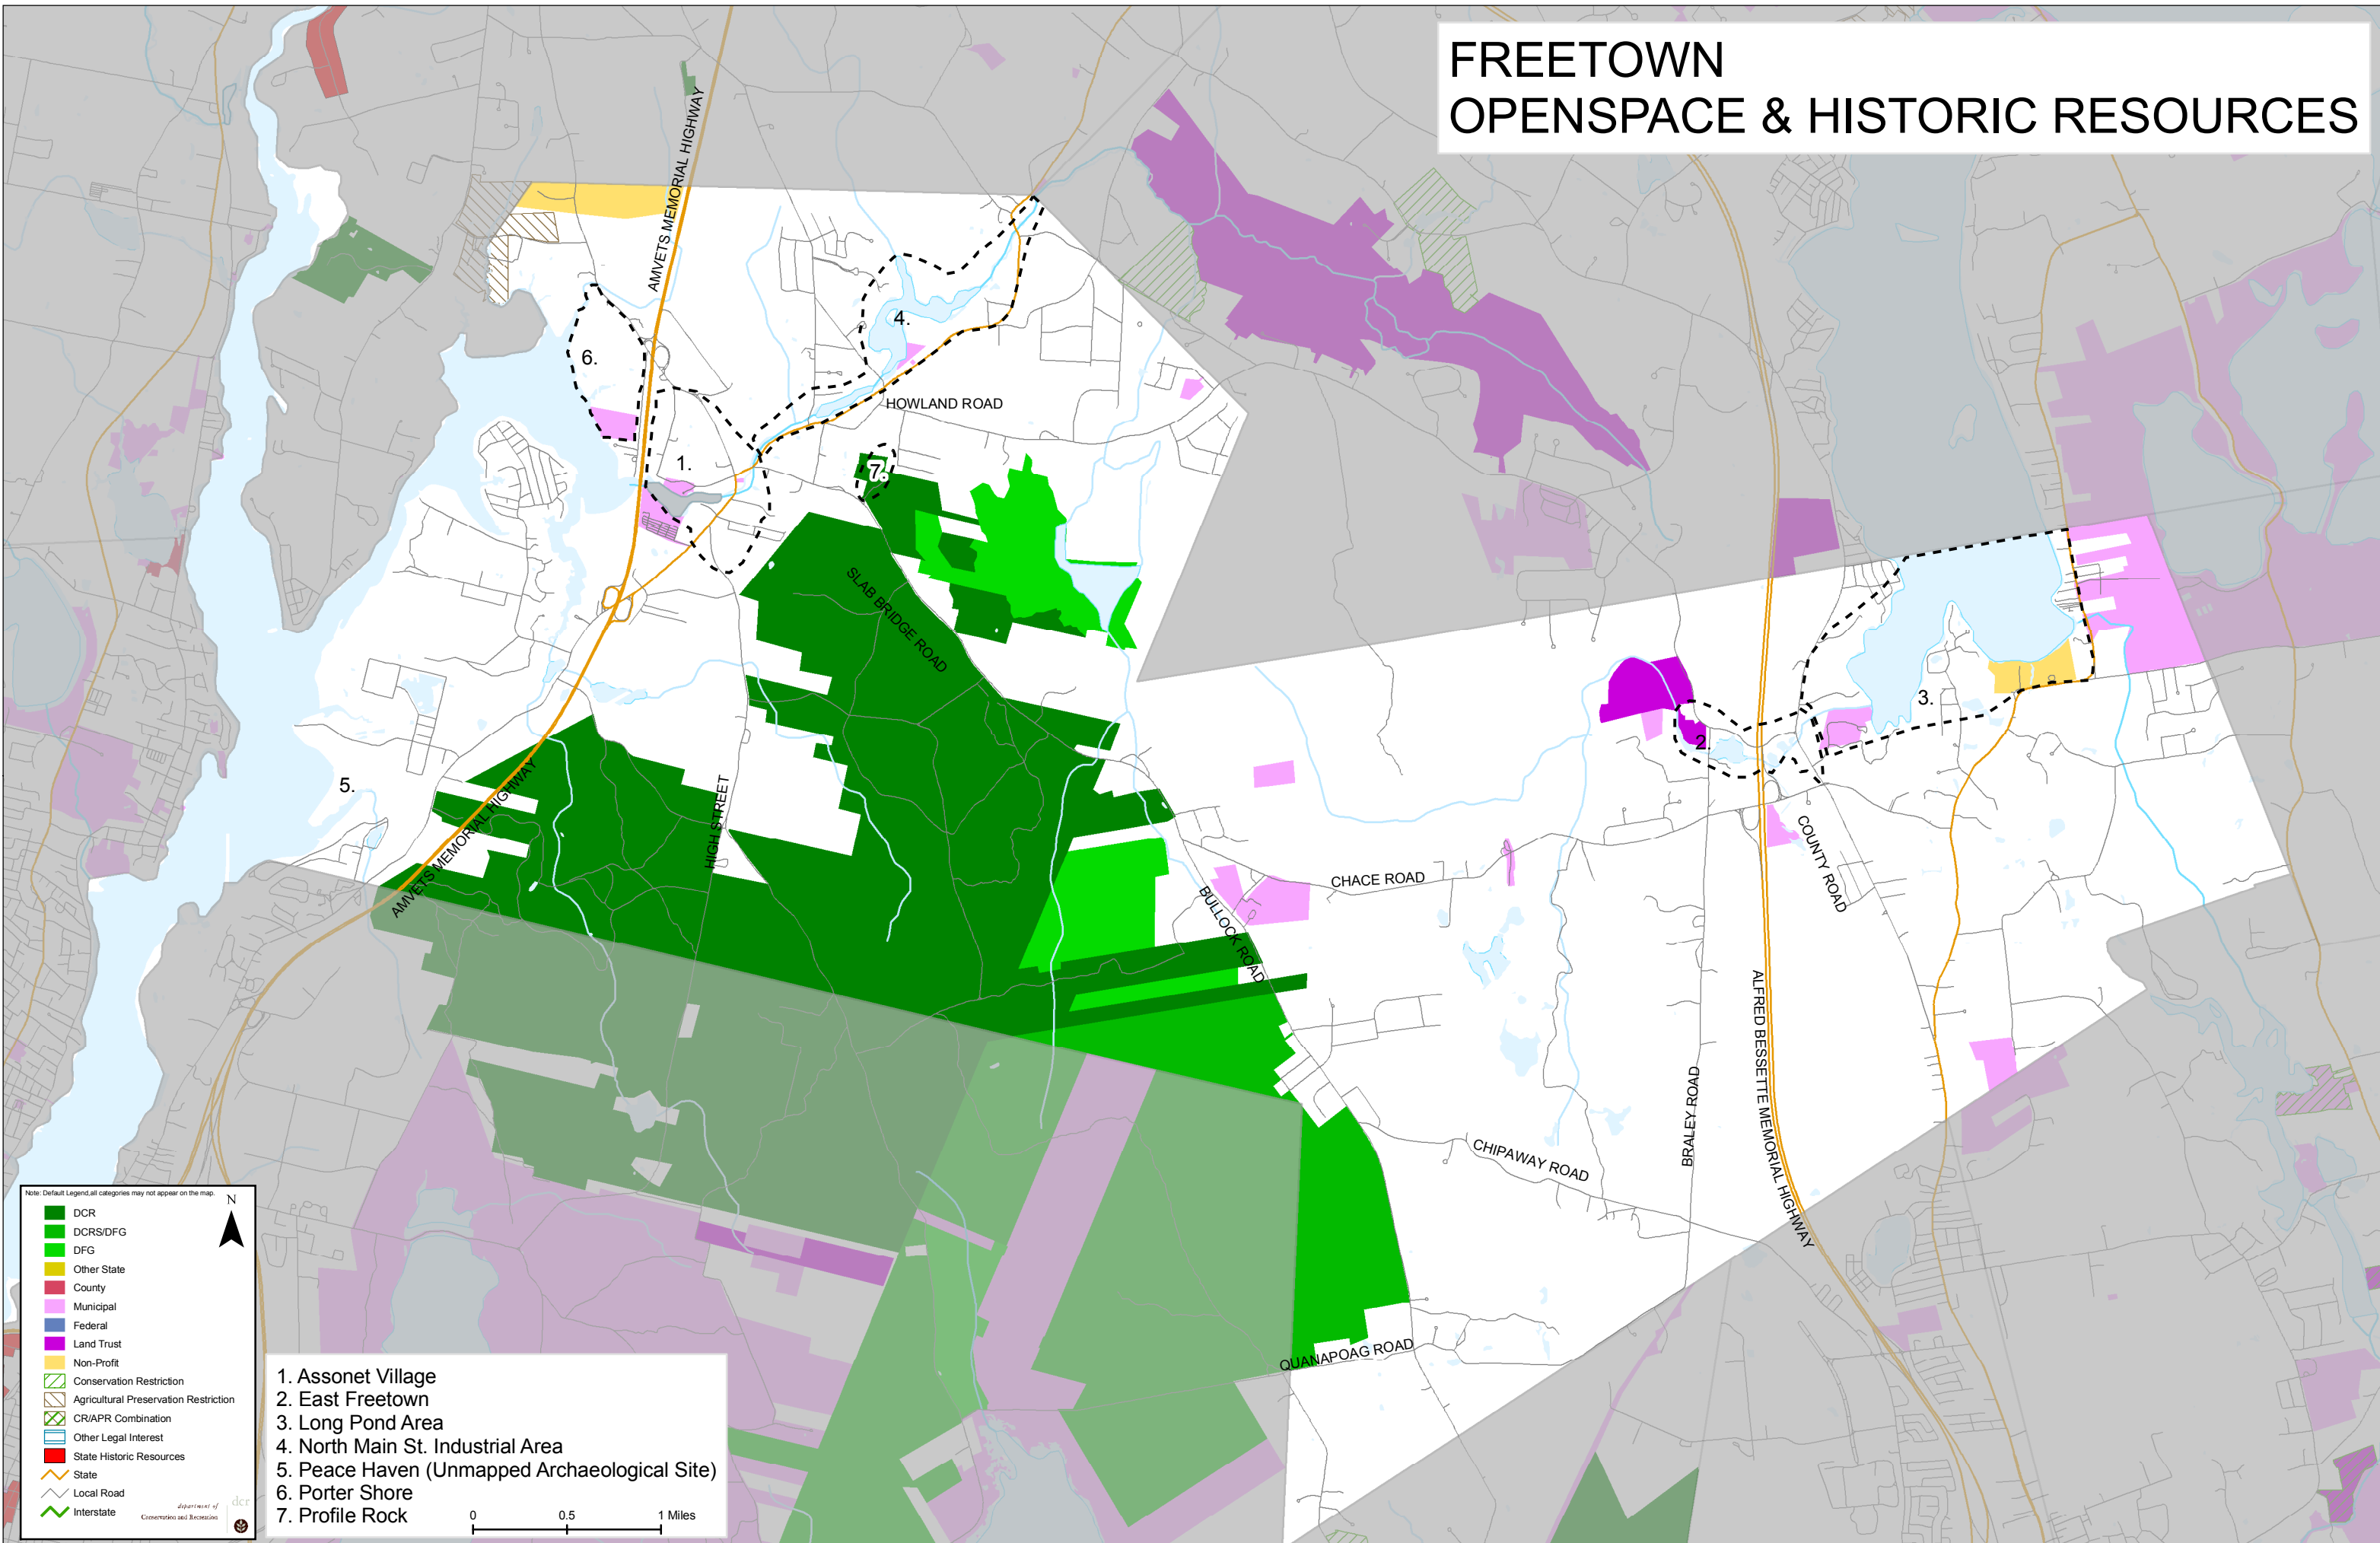 FREETOWN
OPENSPACE & HISTORIC RESOURCES
AMVETS MEMORIAL HIGHWAY
4.
6.
HOWLAND ROAD
1.
7.
SLAB BRIDGE ROAD
3.
2.
5.
AMVETS MEMORIAL HIGHWAY
HIGH STREET
COUNTY ROAD
CHACE ROAD
BULLOCK ROAD
ALFRED BESSETTE MEMORIAL HIGHWAY
BRALEY ROAD
CHIPAWAY ROAD
QUANAPOAG ROAD
Note: Default Legend,all categories may not appear on the map.
N
DCR
DCRS/DFG
DFG
Other State
County
Municipal
Federal
Land Trust
Non-Profit
Conservation Restriction
Agricultural Preservation Restriction
CR/APR Combination
Other Legal Interest
State Historic Resources
State
Local Road
Interstate
department of
Conservation and Recreation
dcr
1. Assonet Village
2. East Freetown
3. Long Pond Area
4. North Main St. Industrial Area
5. Peace Haven (Unmapped Archaeological Site)
6. Porter Shore
7. Profile Rock
0 0.5 1 Miles